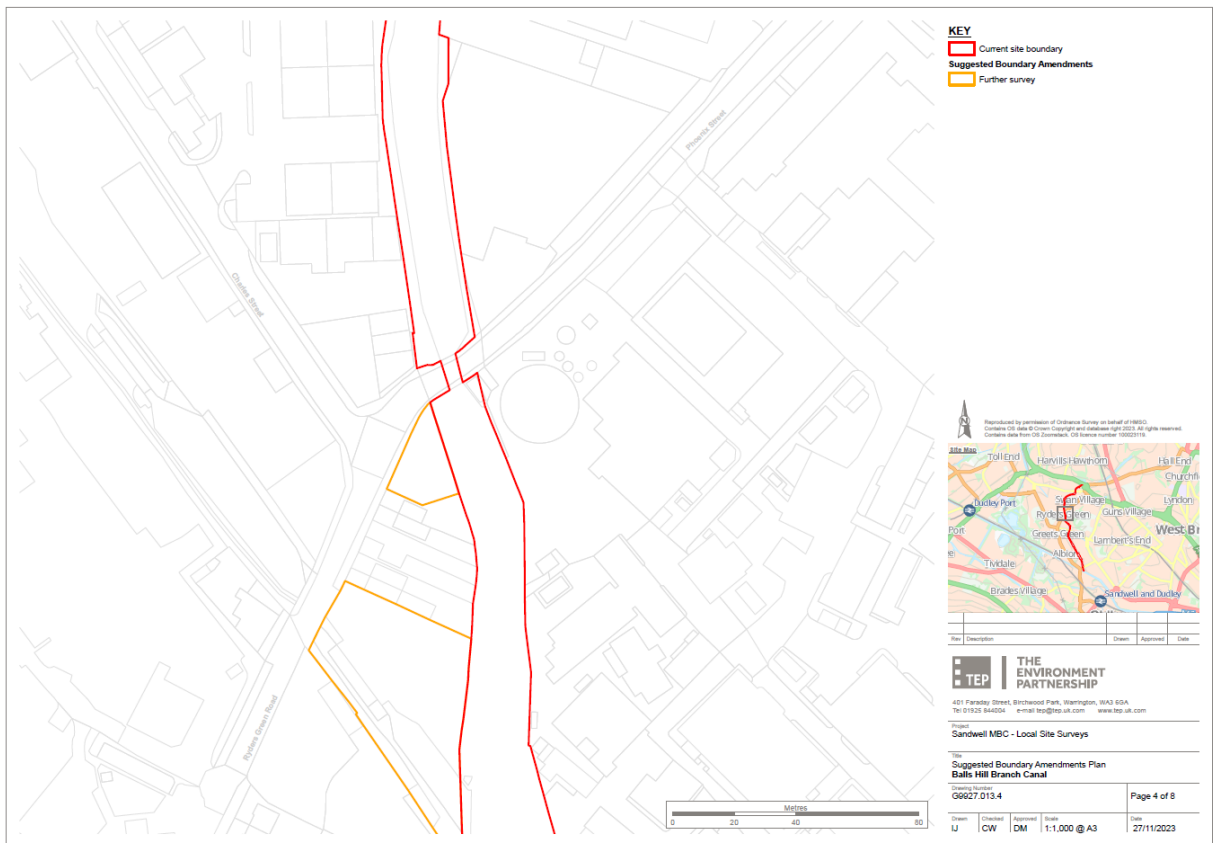 KEY
Current site boundary
Suggested Boundary Amendments
Further survey
Phoenix Street
Charles Street
Ryders Green Road
Reproduced by permission of Ordnance Survey on behalf of HMSO.
Contains OS data © Crown Copyright and database right 2023. All rights reserved.
Contains data from OS Zoomstack. OS licence number 100023119.
Site Map
Toll End
Harvills Hawthorn
Hall End
Swan Village
Lyndon
Dudley Port
Ryders Green
Guns Village
Port
Greets Green
West Br
Lambert's End
Albion
Tividale
Brades Village
Sandwell and Dudley
Metres
0 20 40 80
Rev Description Drawn Approved Date
TEP
THE
ENVIRONMENT
PARTNERSHIP
401 Faraday Street, Birchwood Park, Warrington, WA3 6GA
Tel 01925 844004 e-mail tep@tep.uk.com www.tep.uk.com
Project
Sandwell MBC - Local Site Surveys
Title
Suggested Boundary Amendments Plan
Balls Hill Branch Canal
Drawing Number
G9927.013.4 Page 4 of 8
Drawn Checked Approved Scale Date
IJ CW DM 1:1,000 @ A3 27/11/2023